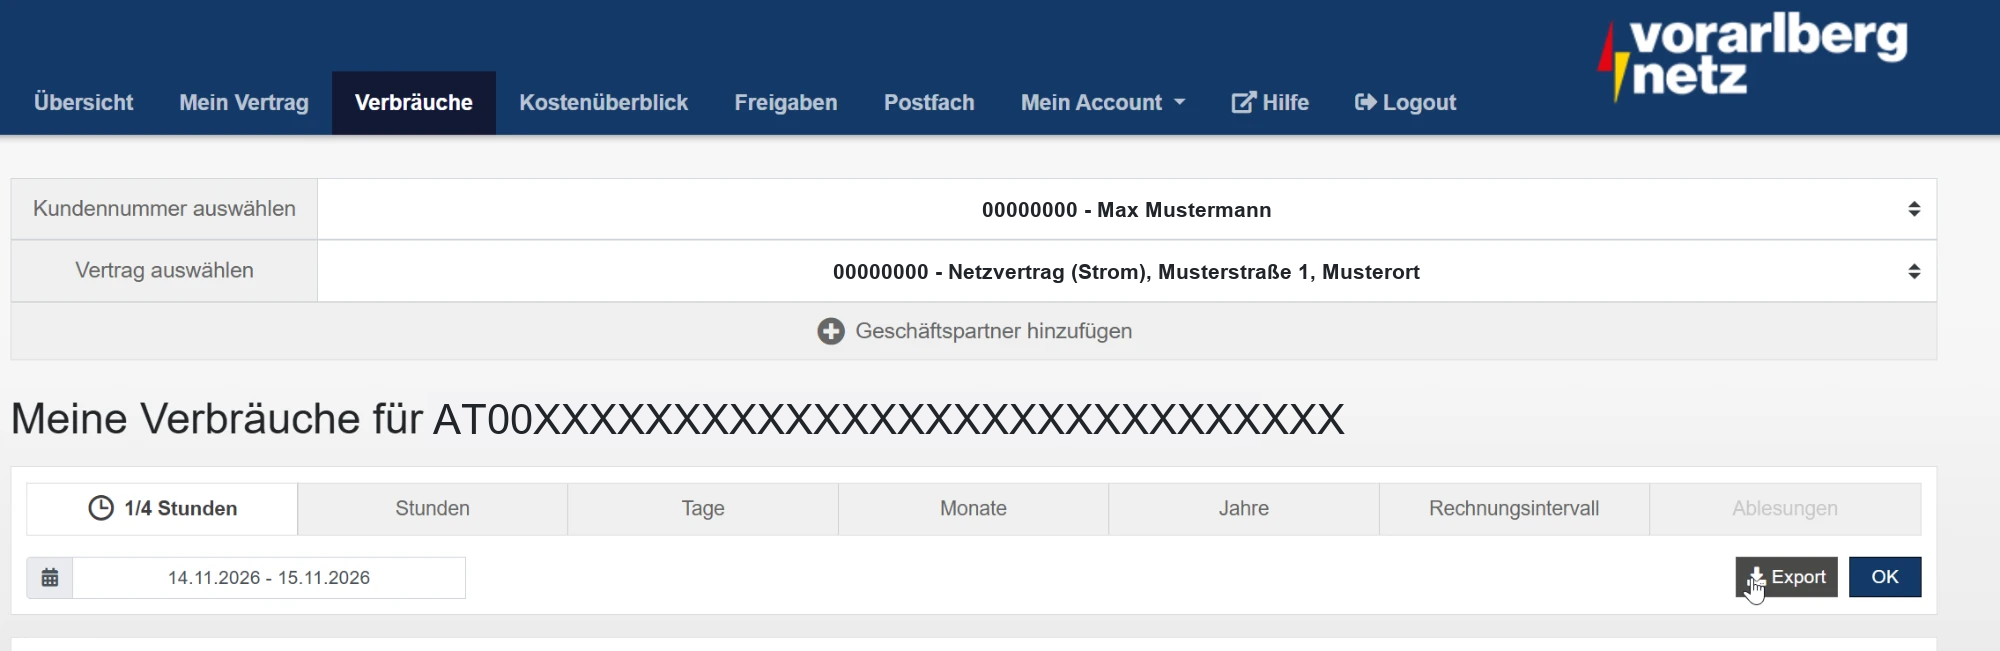 vorarlberg
netz
Übersicht Mein Vertrag Verbräuche Kostenüberblick Freigaben Postfach Mein Account Hilfe Logout
Kundennummer auswählen 00000000 - Max Mustermann
Vertrag auswählen 00000000 - Netzvertrag (Strom), Musterstraße 1, Musterort
Geschäftspartner hinzufügen
Meine Verbräuche für AT00XXXXXXXXXXXXXXXXXXXXXXXXXXXXX
1/4 Stunden Stunden Tage Monate Jahre Rechnungsintervall Ablesungen
14.11.2026 - 15.11.2026 Export OK